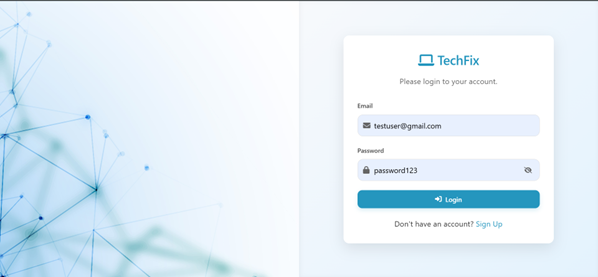 TechFix
Please login to your account.
Email
testuser@gmail.com
Password
password123
Login
Don't have an account? Sign Up